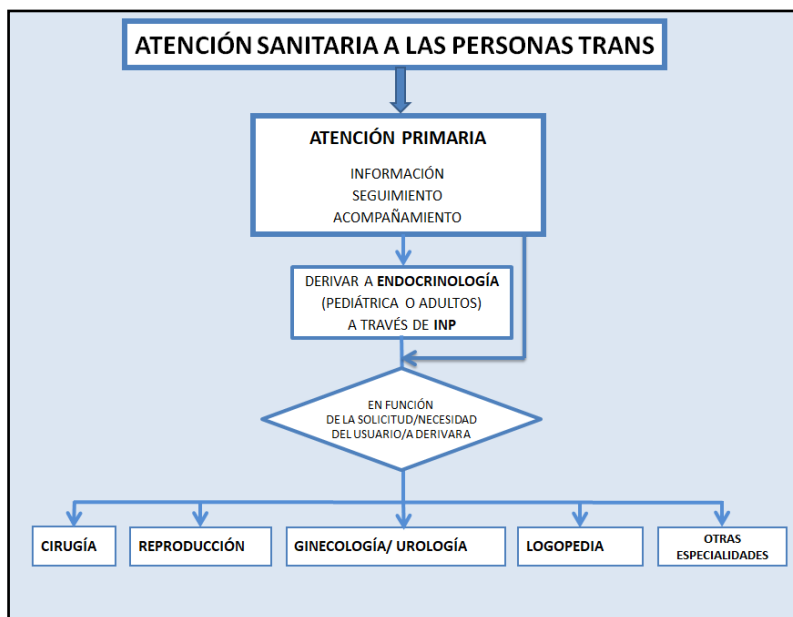 ATENCIÓN SANITARIA A LAS PERSONAS TRANS
ATENCIÓN PRIMARIA
INFORMACIÓN
SEGUIMIENTO
ACOMPAÑAMIENTO
DERIVAR A ENDOCRINOLOGÍA
(PEDIÁTRICA O ADULTOS)
A TRAVÉS DE INP
EN FUNCIÓN
DE LA SOLICITUD/NECESIDAD
DEL USUARIO/A DERIVARA
CIRUGÍA
REPRODUCCIÓN
GINECOLOGÍA/ UROLOGÍA
LOGOPEDIA
OTRAS
ESPECIALIDADES